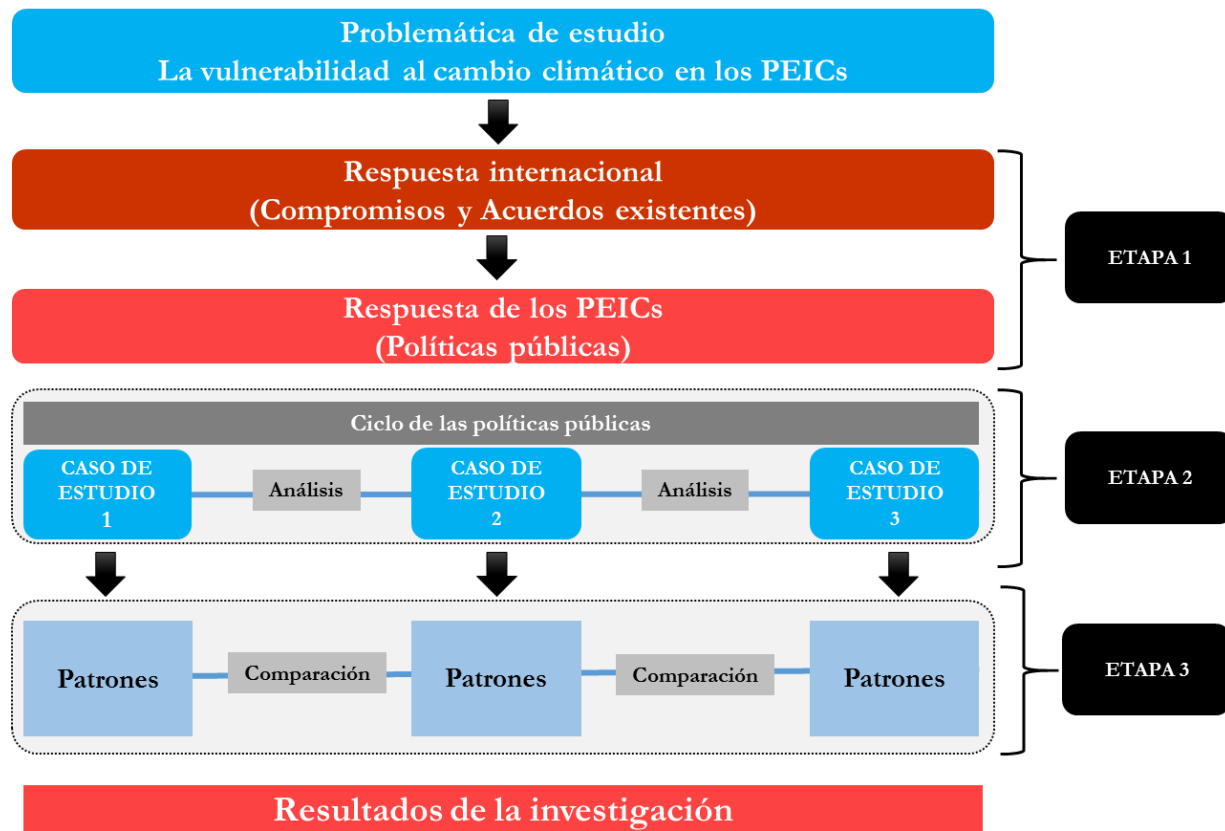 Problemática de estudio
La vulnerabilidad al cambio climático en los PEICs
Respuesta internacional
(Compromisos y Acuerdos existentes)
ETAPA 1
Respuesta de los PEICs
(Políticas públicas)
Ciclo de las políticas públicas
CASO DE
ESTUDIO
1
Análisis
CASO DE
ESTUDIO
2
Análisis
CASO DE
ESTUDIO
3
ETAPA 2
Patrones
Comparación
Patrones
Comparación
Patrones
ETAPA 3
Resultados de la investigación